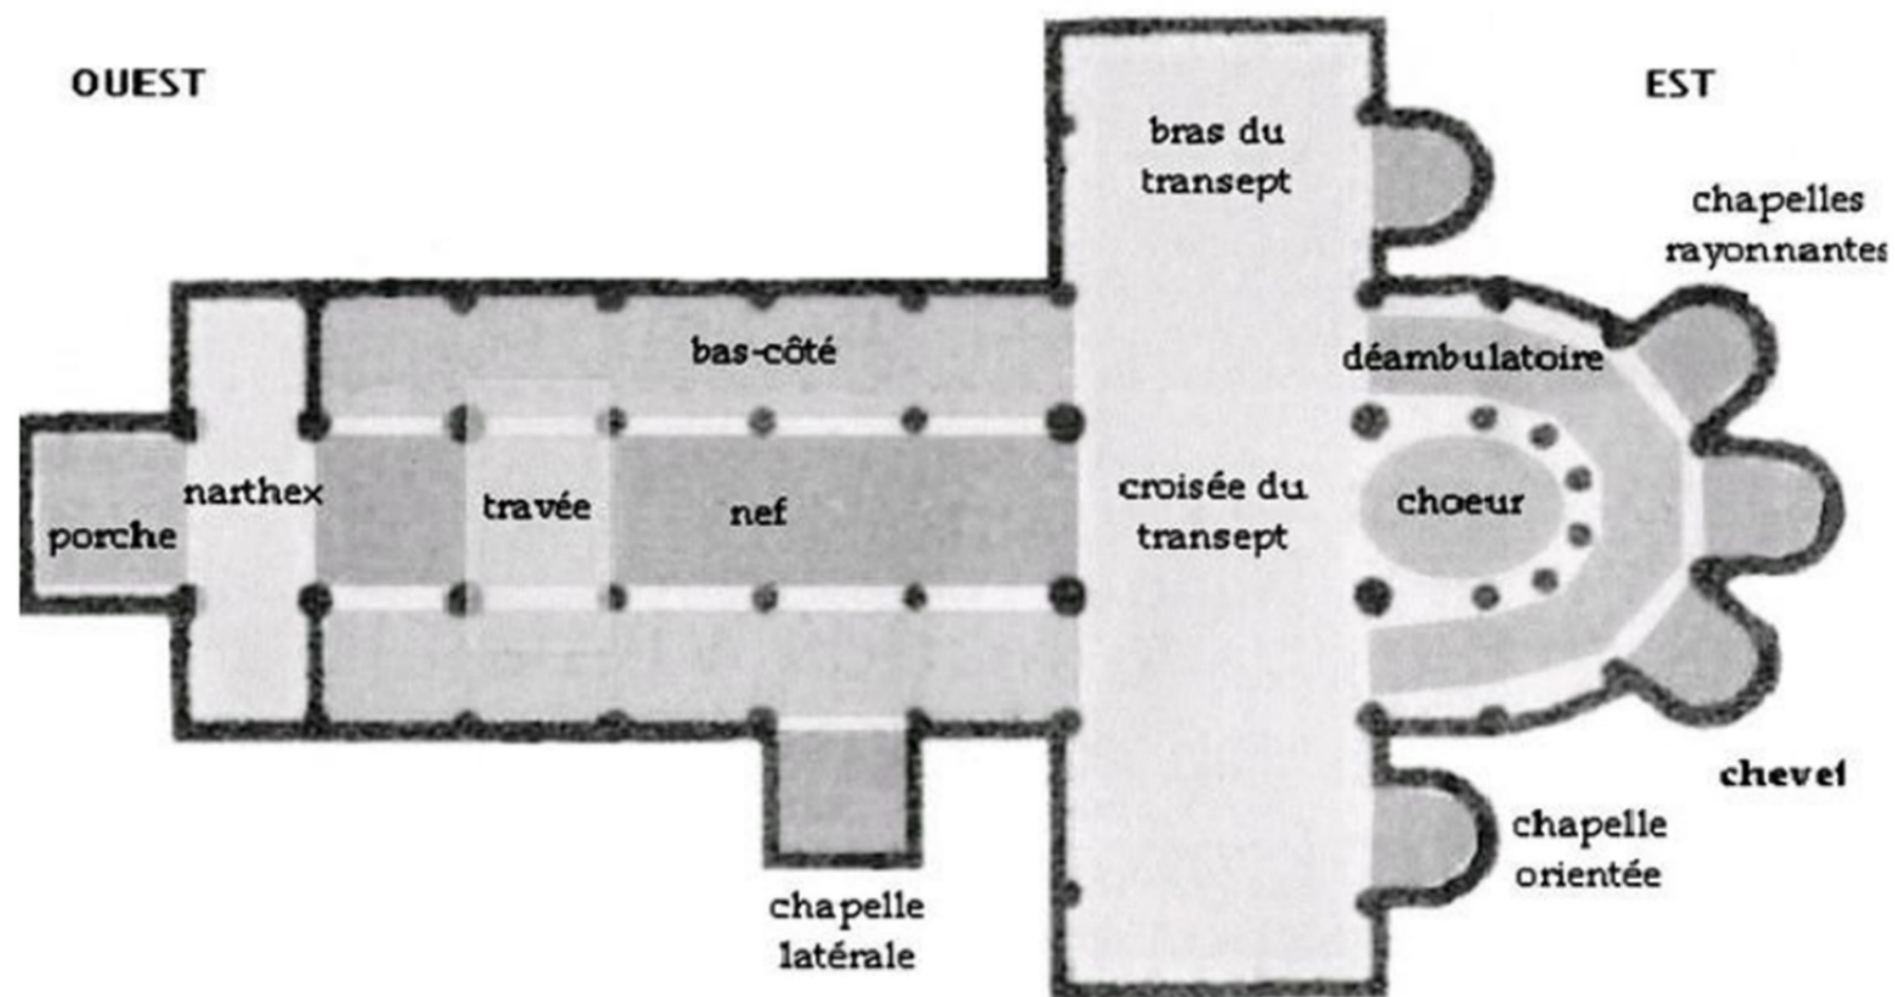 OUEST
EST
bras du
transept
chapelles
rayonnantes
bas-côté
déambulatoire
narthex
porche
travée
nef
croisée du
transept
choeur
chevet
chapelle
orientée
chapelle
latérale